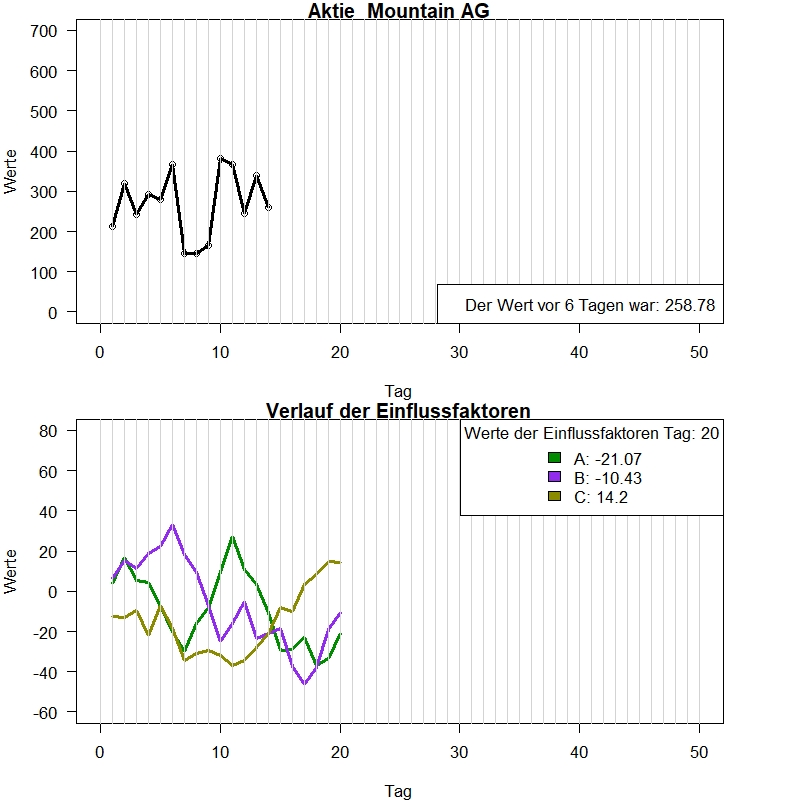 Aktie  Mountain AG
Werte
700
600
500
400
300
200
100
0
Der Wert vor 6 Tagen war: 258.78
0 10 20 30 40 50
Tag
Verlauf der Einflussfaktoren
Werte
80
60
40
20
0
-20
-40
-60
Werte der Einflussfaktoren Tag: 20
A: -21.07
B: -10.43
C: 14.2
0 10 20 30 40 50
Tag